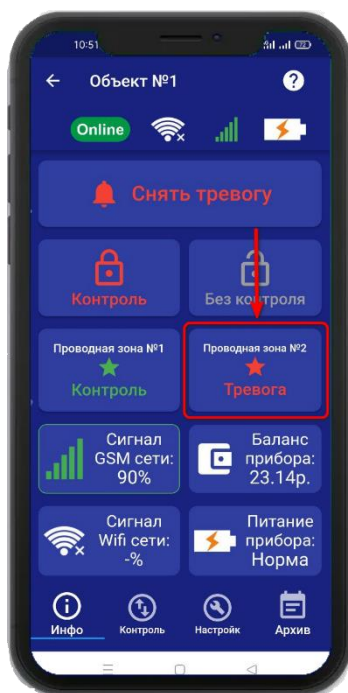 10:51
Объект №1
?
Online
Снять тревогу
Контроль
Без контроля
Проводная зона №1
Контроль
Проводная зона №2
Тревога
Сигнал
GSM сети:
90%
Баланс
прибора:
23.14р.
Сигнал
Wifi сети:
-%
Питание
прибора:
Норма
Инфо
Контроль
Настройк
Архив